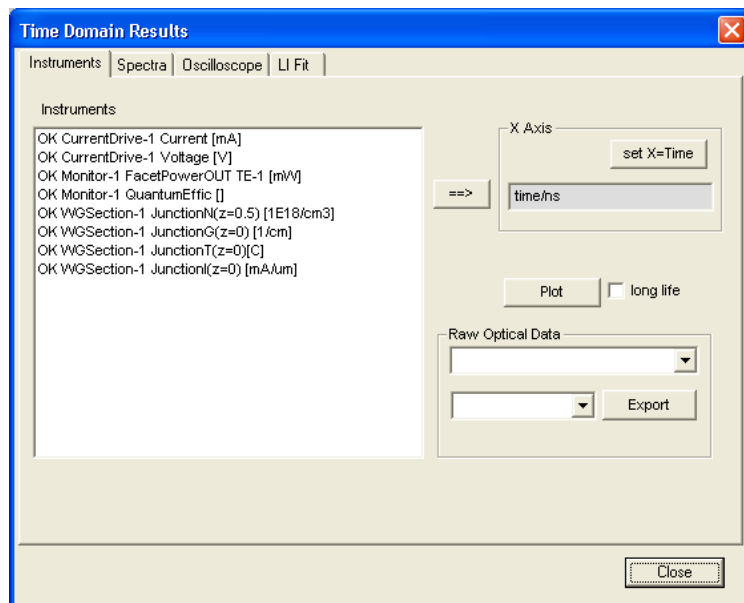 Time Domain Results
Instruments Spectra Oscilloscope LI Fit
Instruments
OK CurrentDrive-1 Current [mA]
OK CurrentDrive-1 Voltage [V]
OK Monitor-1 FacetPowerOUT TE-1 [mW]
OK Monitor-1 QuantumEffic []
OK WGSection-1 JunctionN(z=0.5) [1E18/cm3]
OK WGSection-1 JunctionG(z=0) [1/cm]
OK WGSection-1 JunctionT(z=0)[C]
OK WGSection-1 JunctionI(z=0) [mA/um]
==>
X Axis
set X=Time
time/ns
Plot long life
Raw Optical Data
Export
Close